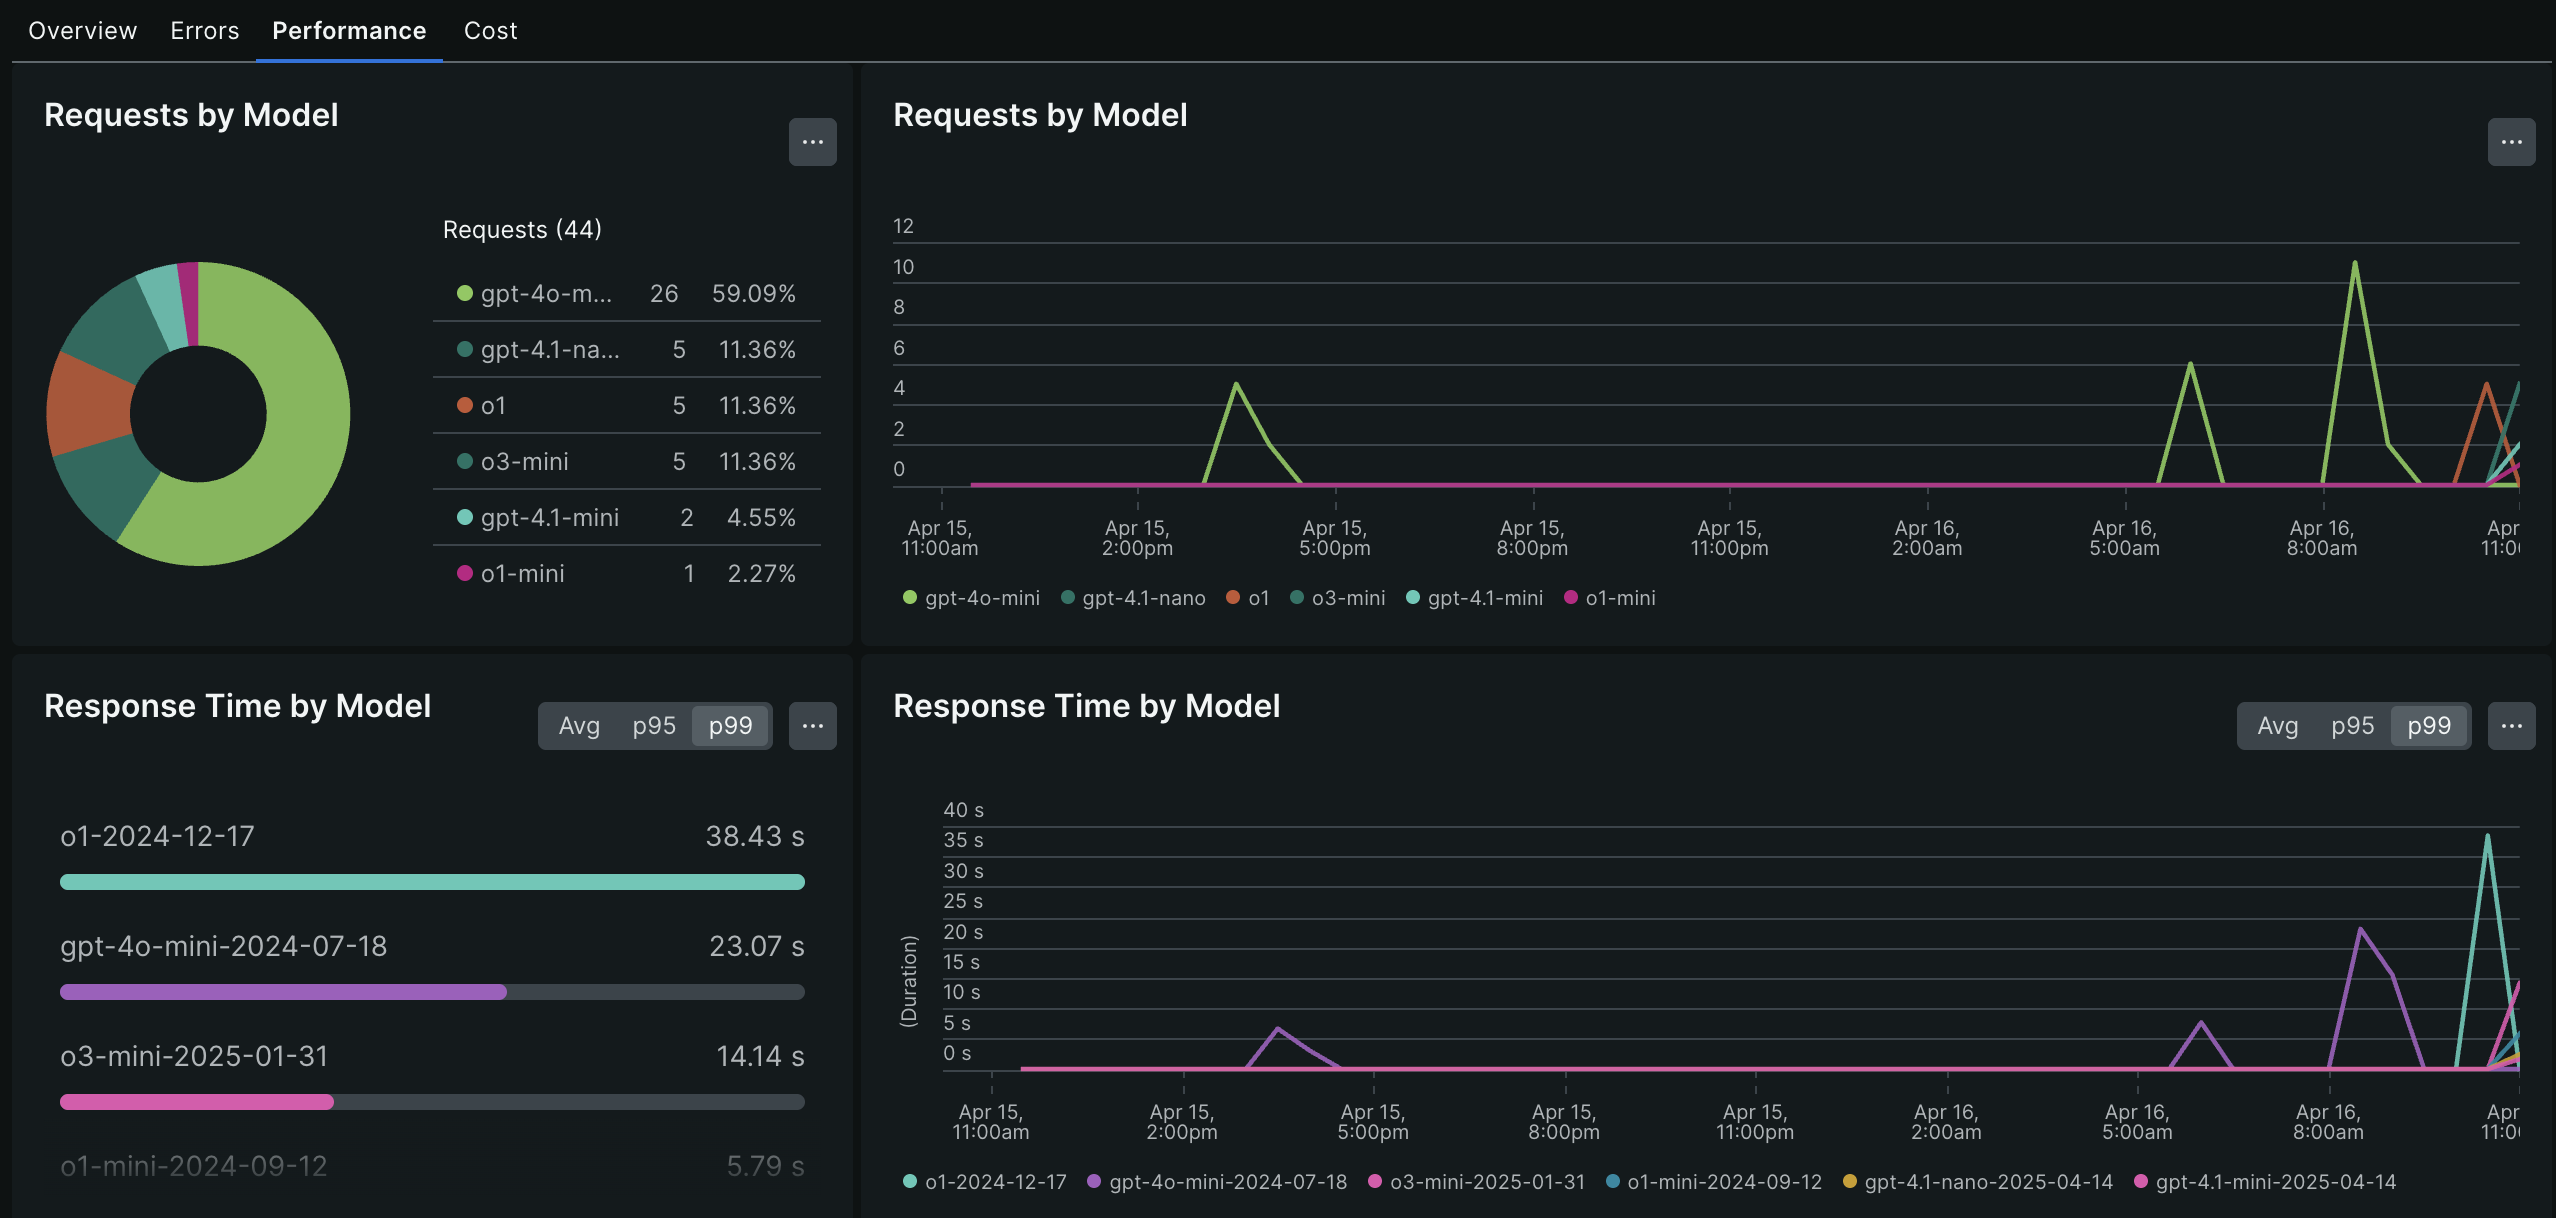 Overview Errors Performance Cost
Requests by Model
...
Requests (44)
gpt-4o-m... 26 59.09%
gpt-4.1-na... 5 11.36%
o1 5 11.36%
o3-mini 5 11.36%
gpt-4.1-mini 2 4.55%
o1-mini 1 2.27%
Requests by Model
...
12
10
8
6
4
2
0
Apr 15, 11:00am
Apr 15, 2:00pm
Apr 15, 5:00pm
Apr 15, 8:00pm
Apr 15, 11:00pm
Apr 16, 2:00am
Apr 16, 5:00am
Apr 16, 8:00am
Apr 11:0
gpt-4o-mini gpt-4.1-nano o1 o3-mini gpt-4.1-mini o1-mini
Response Time by Model
Avg p95 p99 ...
o1-2024-12-17 38.43 s
gpt-4o-mini-2024-07-18 23.07 s
o3-mini-2025-01-31 14.14 s
o1-mini-2024-09-12 5.79 s
Response Time by Model
Avg p95 p99 ...
(Duration)
40 s
35 s
30 s
25 s
20 s
15 s
10 s
5 s
0 s
Apr 15, 11:00am
Apr 15, 2:00pm
Apr 15, 5:00pm
Apr 15, 8:00pm
Apr 15, 11:00pm
Apr 16, 2:00am
Apr 16, 5:00am
Apr 16, 8:00am
Apr 11:0
o1-2024-12-17 gpt-4o-mini-2024-07-18 o3-mini-2025-01-31 o1-mini-2024-09-12 gpt-4.1-nano-2025-04-14 gpt-4.1-mini-2025-04-14